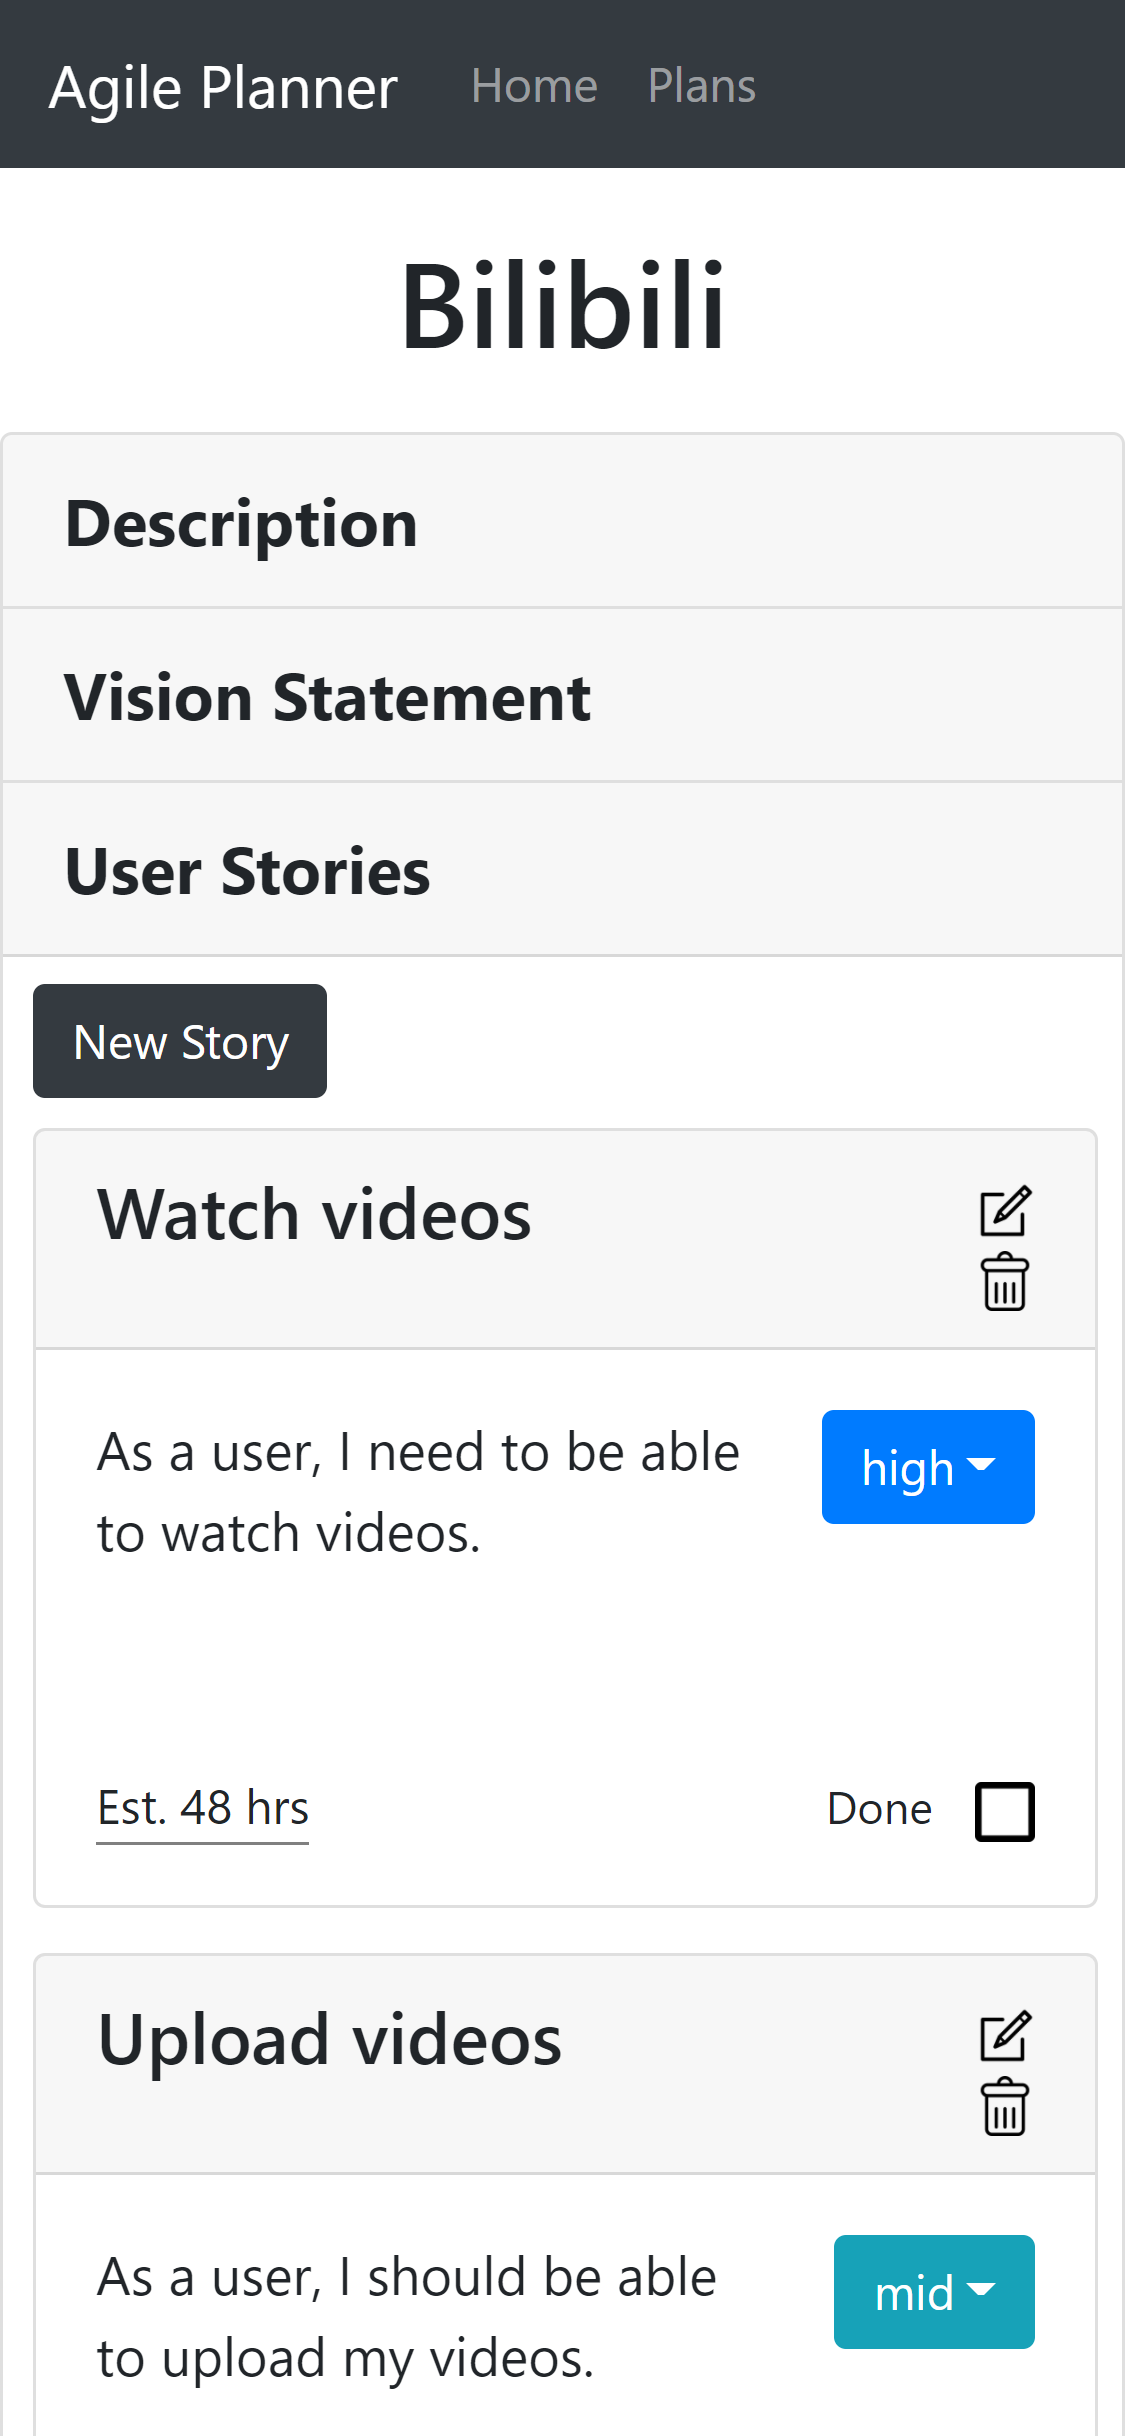 Agile Planner Home Plans
Bilibili
Description
Vision Statement
User Stories
New Story
Watch videos
As a user, I need to be able
to watch videos.
high
Est. 48 hrs
Done
Upload videos
As a user, I should be able
to upload my videos.
mid